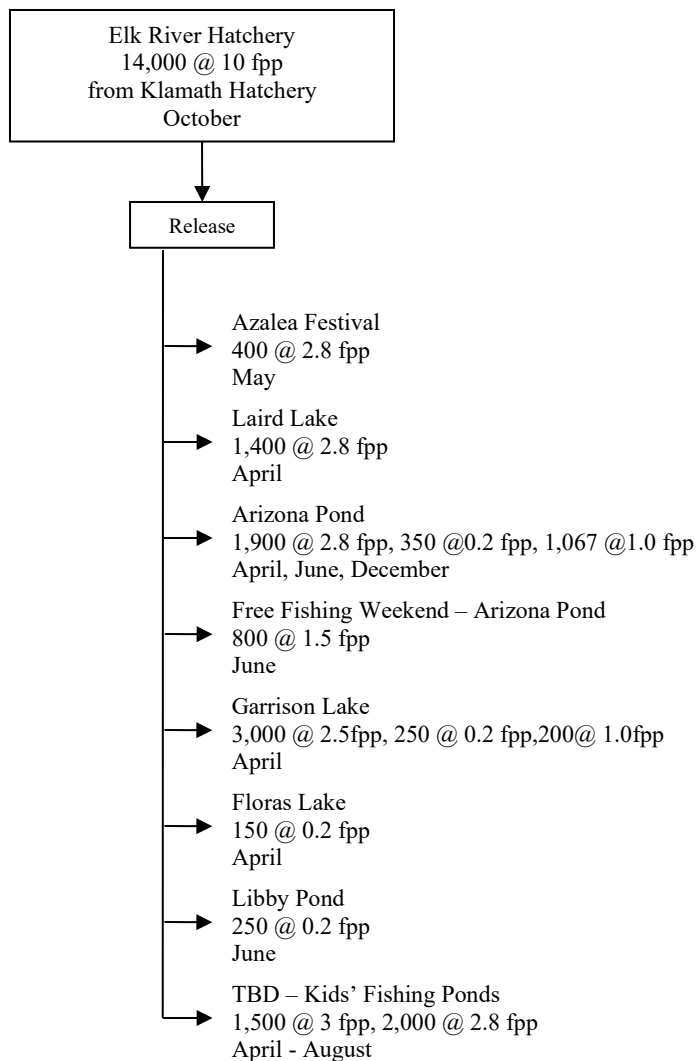 Elk River Hatchery
14,000 @ 10 fpp
from Klamath Hatchery
October
Release
Azalea Festival
400 @ 2.8 fpp
May
Laird Lake
1,400 @ 2.8 fpp
April
Arizona Pond
1,900 @ 2.8 fpp, 350 @0.2 fpp, 1,067 @1.0 fpp
April, June, December
Free Fishing Weekend – Arizona Pond
800 @ 1.5 fpp
June
Garrison Lake
3,000 @ 2.5fpp, 250 @ 0.2 fpp,200@ 1.0fpp
April
Floras Lake
150 @ 0.2 fpp
April
Libby Pond
250 @ 0.2 fpp
June
TBD – Kids’ Fishing Ponds
1,500 @ 3 fpp, 2,000 @ 2.8 fpp
April - August